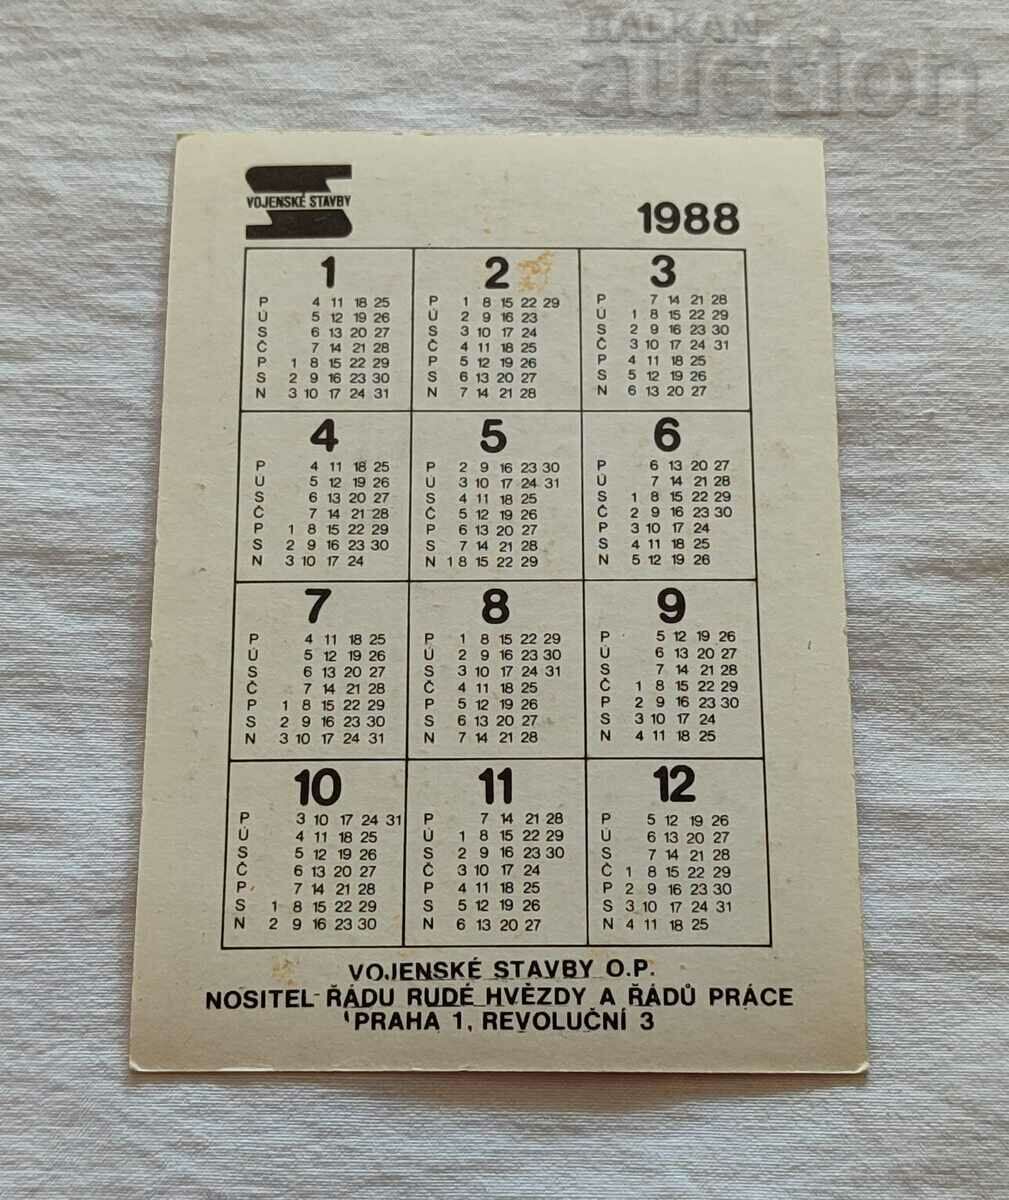 BALKAN
auction
VOJENSKÉ STAVBY
1988
1 2 3
P 4 11 18 25 P 1 8 15 22 29 P 7 14 21 28
Ú 5 12 19 26 Ú 2 9 16 23 Ú 1 8 15 22 29
S 6 13 20 27 S 3 10 17 24 S 2 9 16 23 30
Č 7 14 21 28 Č 4 11 18 25 Č 3 10 17 24 31
P 1 8 15 22 29 P 5 12 19 26 P 4 11 18 25
S 2 9 16 23 30 S 6 13 20 27 S 5 12 19 26
N 3 10 17 24 31 N 7 14 21 28 N 6 13 20 27
4 5 6
P 4 11 18 25 P 2 9 16 23 30 P 6 13 20 27
Ú 5 12 19 26 Ú 3 10 17 24 31 Ú 7 14 21 28
S 6 13 20 27 S 4 11 18 25 S 1 8 15 22 29
Č 7 14 21 28 Č 5 12 19 26 Č 2 9 16 23 30
P 1 8 15 22 29 P 6 13 20 27 P 3 10 17 24
S 2 9 16 23 30 S 7 14 21 28 S 4 11 18 25
N 3 10 17 24 N 1 8 15 22 29 N 5 12 19 26
7 8 9
P 4 11 18 25 P 1 8 15 22 29 P 5 12 19 26
Ú 5 12 19 26 Ú 2 9 16 23 30 Ú 6 13 20 27
S 6 13 20 27 S 3 10 17 24 31 S 7 14 21 28
Č 7 14 21 28 Č 4 11 18 25 Č 1 8 15 22 29
P 1 8 15 22 29 P 5 12 19 26 P 2 9 16 23 30
S 2 9 16 23 30 S 6 13 20 27 S 3 10 17 24
N 3 10 17 24 31 N 7 14 21 28 N 4 11 18 25
10 11 12
P 3 10 17 24 31 P 7 14 21 28 P 5 12 19 26
Ú 4 11 18 25 Ú 1 8 15 22 29 Ú 6 13 20 27
S 5 12 19 26 S 2 9 16 23 30 S 7 14 21 28
Č 6 13 20 27 Č 3 10 17 24 Č 1 8 15 22 29
P 7 14 21 28 P 4 11 18 25 P 2 9 16 23 30
S 1 8 15 22 29 S 5 12 19 26 S 3 10 17 24 31
N 2 9 16 23 30 N 6 13 20 27 N 4 11 18 25
VOJENSKÉ STAVBY O.P.
NOSITEL ŘÁDU RUDÉ HVĚZDY A ŘÁDŮ PRÁCE
PRAHA 1, REVOLUČNÍ 3